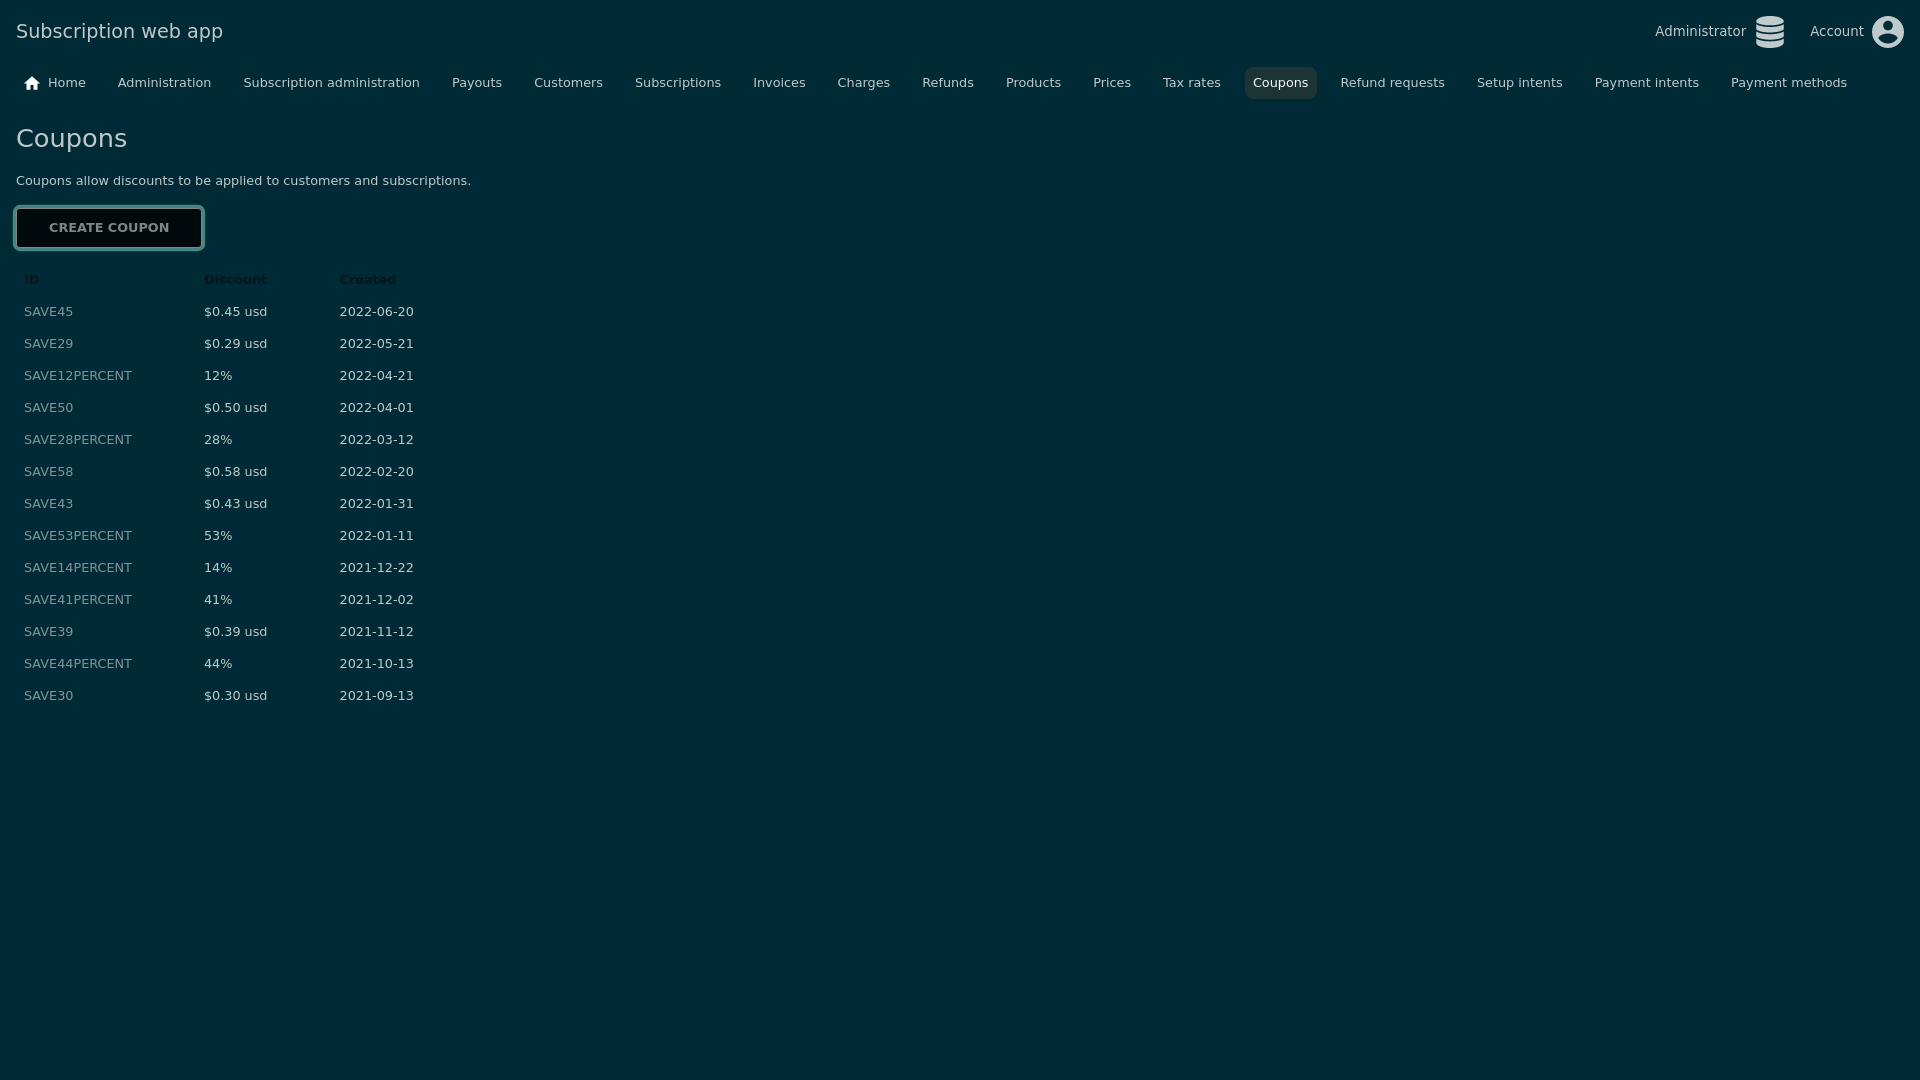 Subscription web app
Administrator Account
Home Administration Subscription administration Payouts Customers Subscriptions Invoices Charges Refunds Products Prices Tax rates Coupons Refund requests Setup intents Payment intents Payment methods
Coupons
Coupons allow discounts to be applied to customers and subscriptions.
CREATE COUPON
ID Discount Created
SAVE45 $0.45 usd 2022-06-20
SAVE29 $0.29 usd 2022-05-21
SAVE12PERCENT 12% 2022-04-21
SAVE50 $0.50 usd 2022-04-01
SAVE28PERCENT 28% 2022-03-12
SAVE58 $0.58 usd 2022-02-20
SAVE43 $0.43 usd 2022-01-31
SAVE53PERCENT 53% 2022-01-11
SAVE14PERCENT 14% 2021-12-22
SAVE41PERCENT 41% 2021-12-02
SAVE39 $0.39 usd 2021-11-12
SAVE44PERCENT 44% 2021-10-13
SAVE30 $0.30 usd 2021-09-13